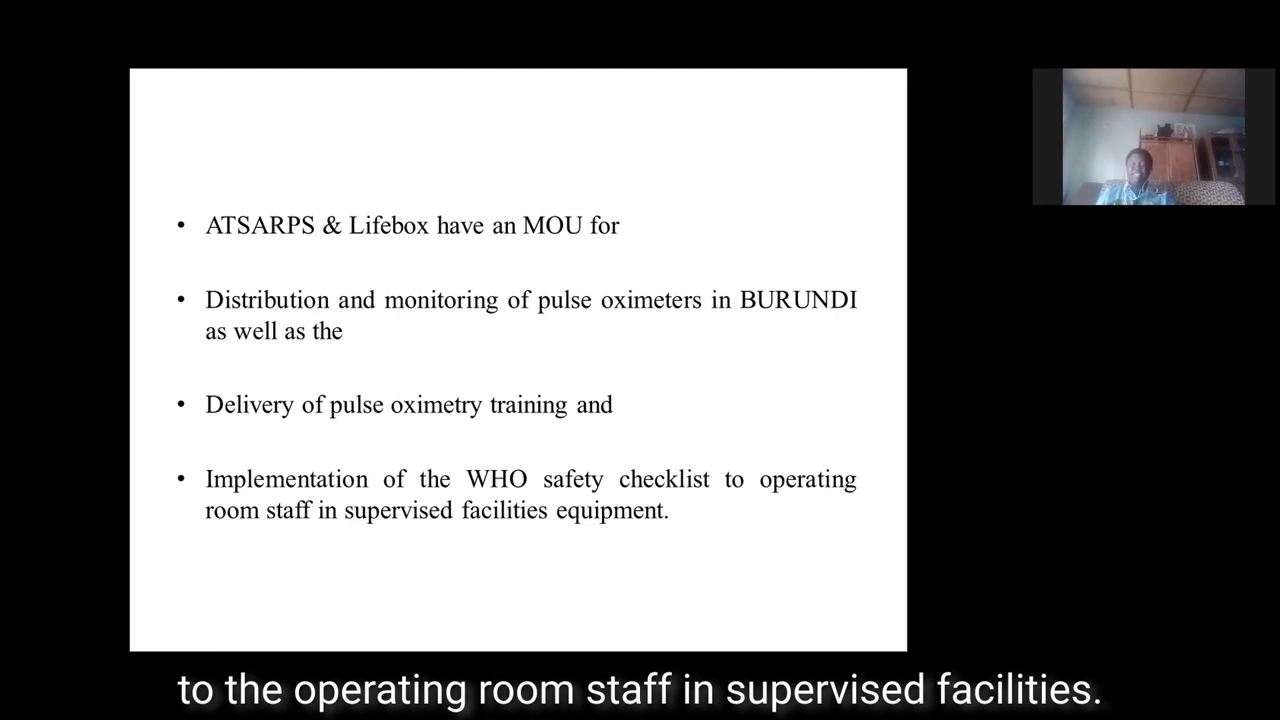 • ATSARPS & Lifebox have an MOU for
• Distribution and monitoring of pulse oximeters in BURUNDI
as well as the
• Delivery of pulse oximetry training and
• Implementation of the WHO safety checklist to operating
room staff in supervised facilities equipment.
to the operating room staff in supervised facilities.